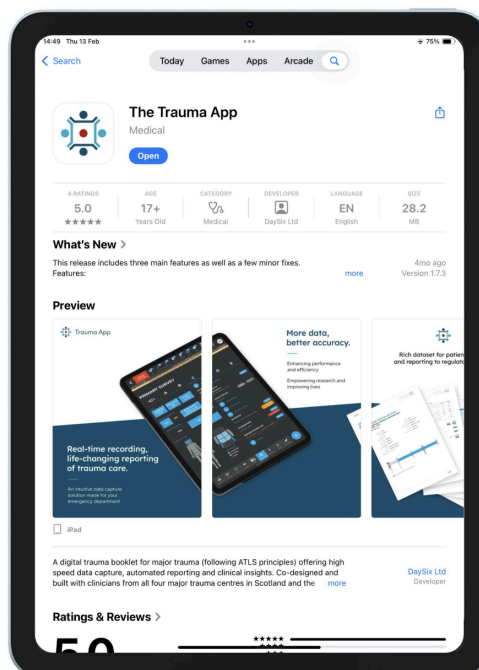 14:49 Thu 13 Feb
75%
Search
Today Games Apps Arcade
The Trauma App
Medical
Open
4 RATINGS AGE CATEGORY DEVELOPER LANGUAGE SIZE
5.0 17+ EN 28.2
★★★★★ Years Old Medical DaySix Ltd English MB
What's New >
This release includes three main features as well as a few minor fixes.
Features:
more
4mo ago
Version 1.7.3
Preview
Trauma App
Real-time recording,
life-changing reporting
of trauma care.
An intuitive data capture
solution made for your
emergency department
PRIMARY SURVEY
More data,
better accuracy.
Enhancing performance
and efficiency
Empowering research and
improving lives
Rich dataset for patien
and reporting to regulato
iPad
A digital trauma booklet for major trauma (following ATLS principles) offering high
speed data capture, automated reporting and clinical insights. Co-designed and
built with clinicians from all four major trauma centres in Scotland and the more
DaySix Ltd
Developer
Ratings & Reviews >
5.0